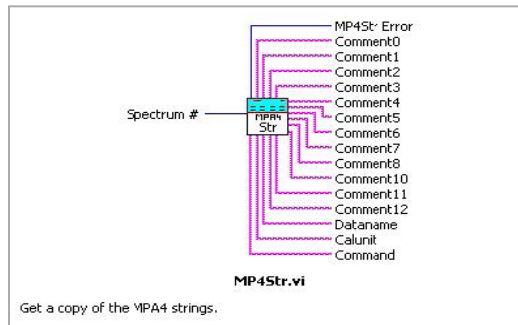 MP4Str Error
Comment0
Comment1
Comment2
Comment3
Comment4
Spectrum #
Comment5
MPA4
Comment6
Str
Comment7
Comment8
Comment10
Comment11
Comment12
Dataname
Calunit
Command
MP4Str.vi
Get a copy of the MPA4 strings.